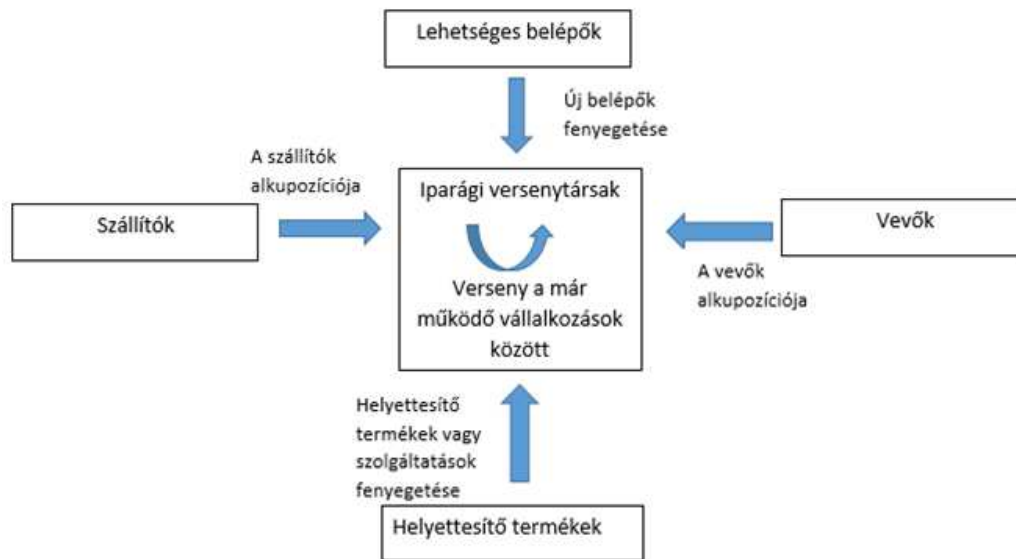 Lehetséges belépők
Új belépők
fenyegetése
A szállítók
alkupozíciója
Szállítók
Iparági versenytársak
Verseny a már
működő vállalkozások
között
Vevők
A vevők
alkupozíciója
Helyettesítő
termékek vagy
szolgáltatások
fenyegetése
Helyettesítő termékek